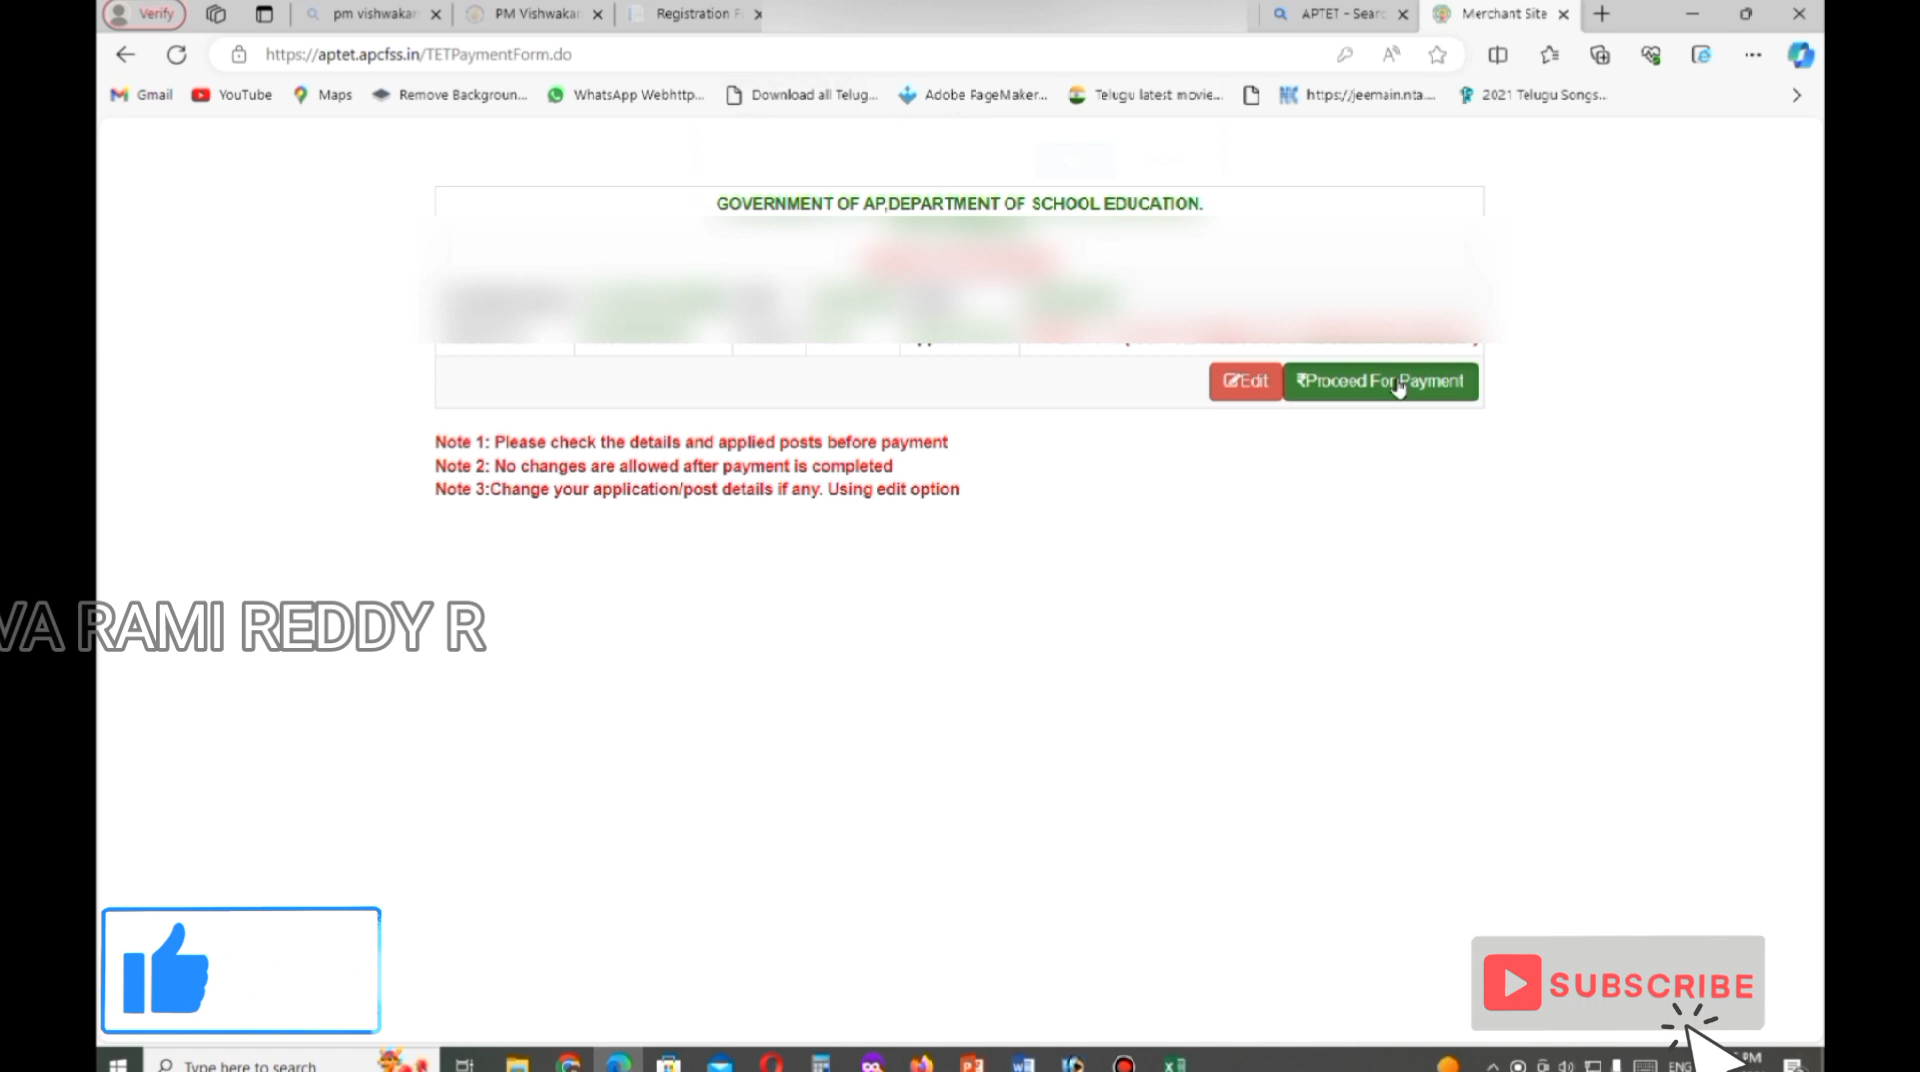 Verify
pm vishwakar
PM Vishwakar
Registration F
APTET - Searc
Merchant Site
https://aptet.apcfss.in/TETPaymentForm.do
Gmail
YouTube
Maps
Remove Backgroun...
WhatsApp Webhttp...
Download all Telug...
Adobe PageMaker...
Telugu latest movie...
https://jeemain.nta....
2021 Telugu Songs...
GOVERNMENT OF AP,DEPARTMENT OF SCHOOL EDUCATION.
Edit
₹Proceed For Payment
Note 1: Please check the details and applied posts before payment
Note 2: No changes are allowed after payment is completed
Note 3:Change your application/post details if any. Using edit option
VA RAMI REDDY R
SUBSCRIBE
Type here to search
ENG
PM